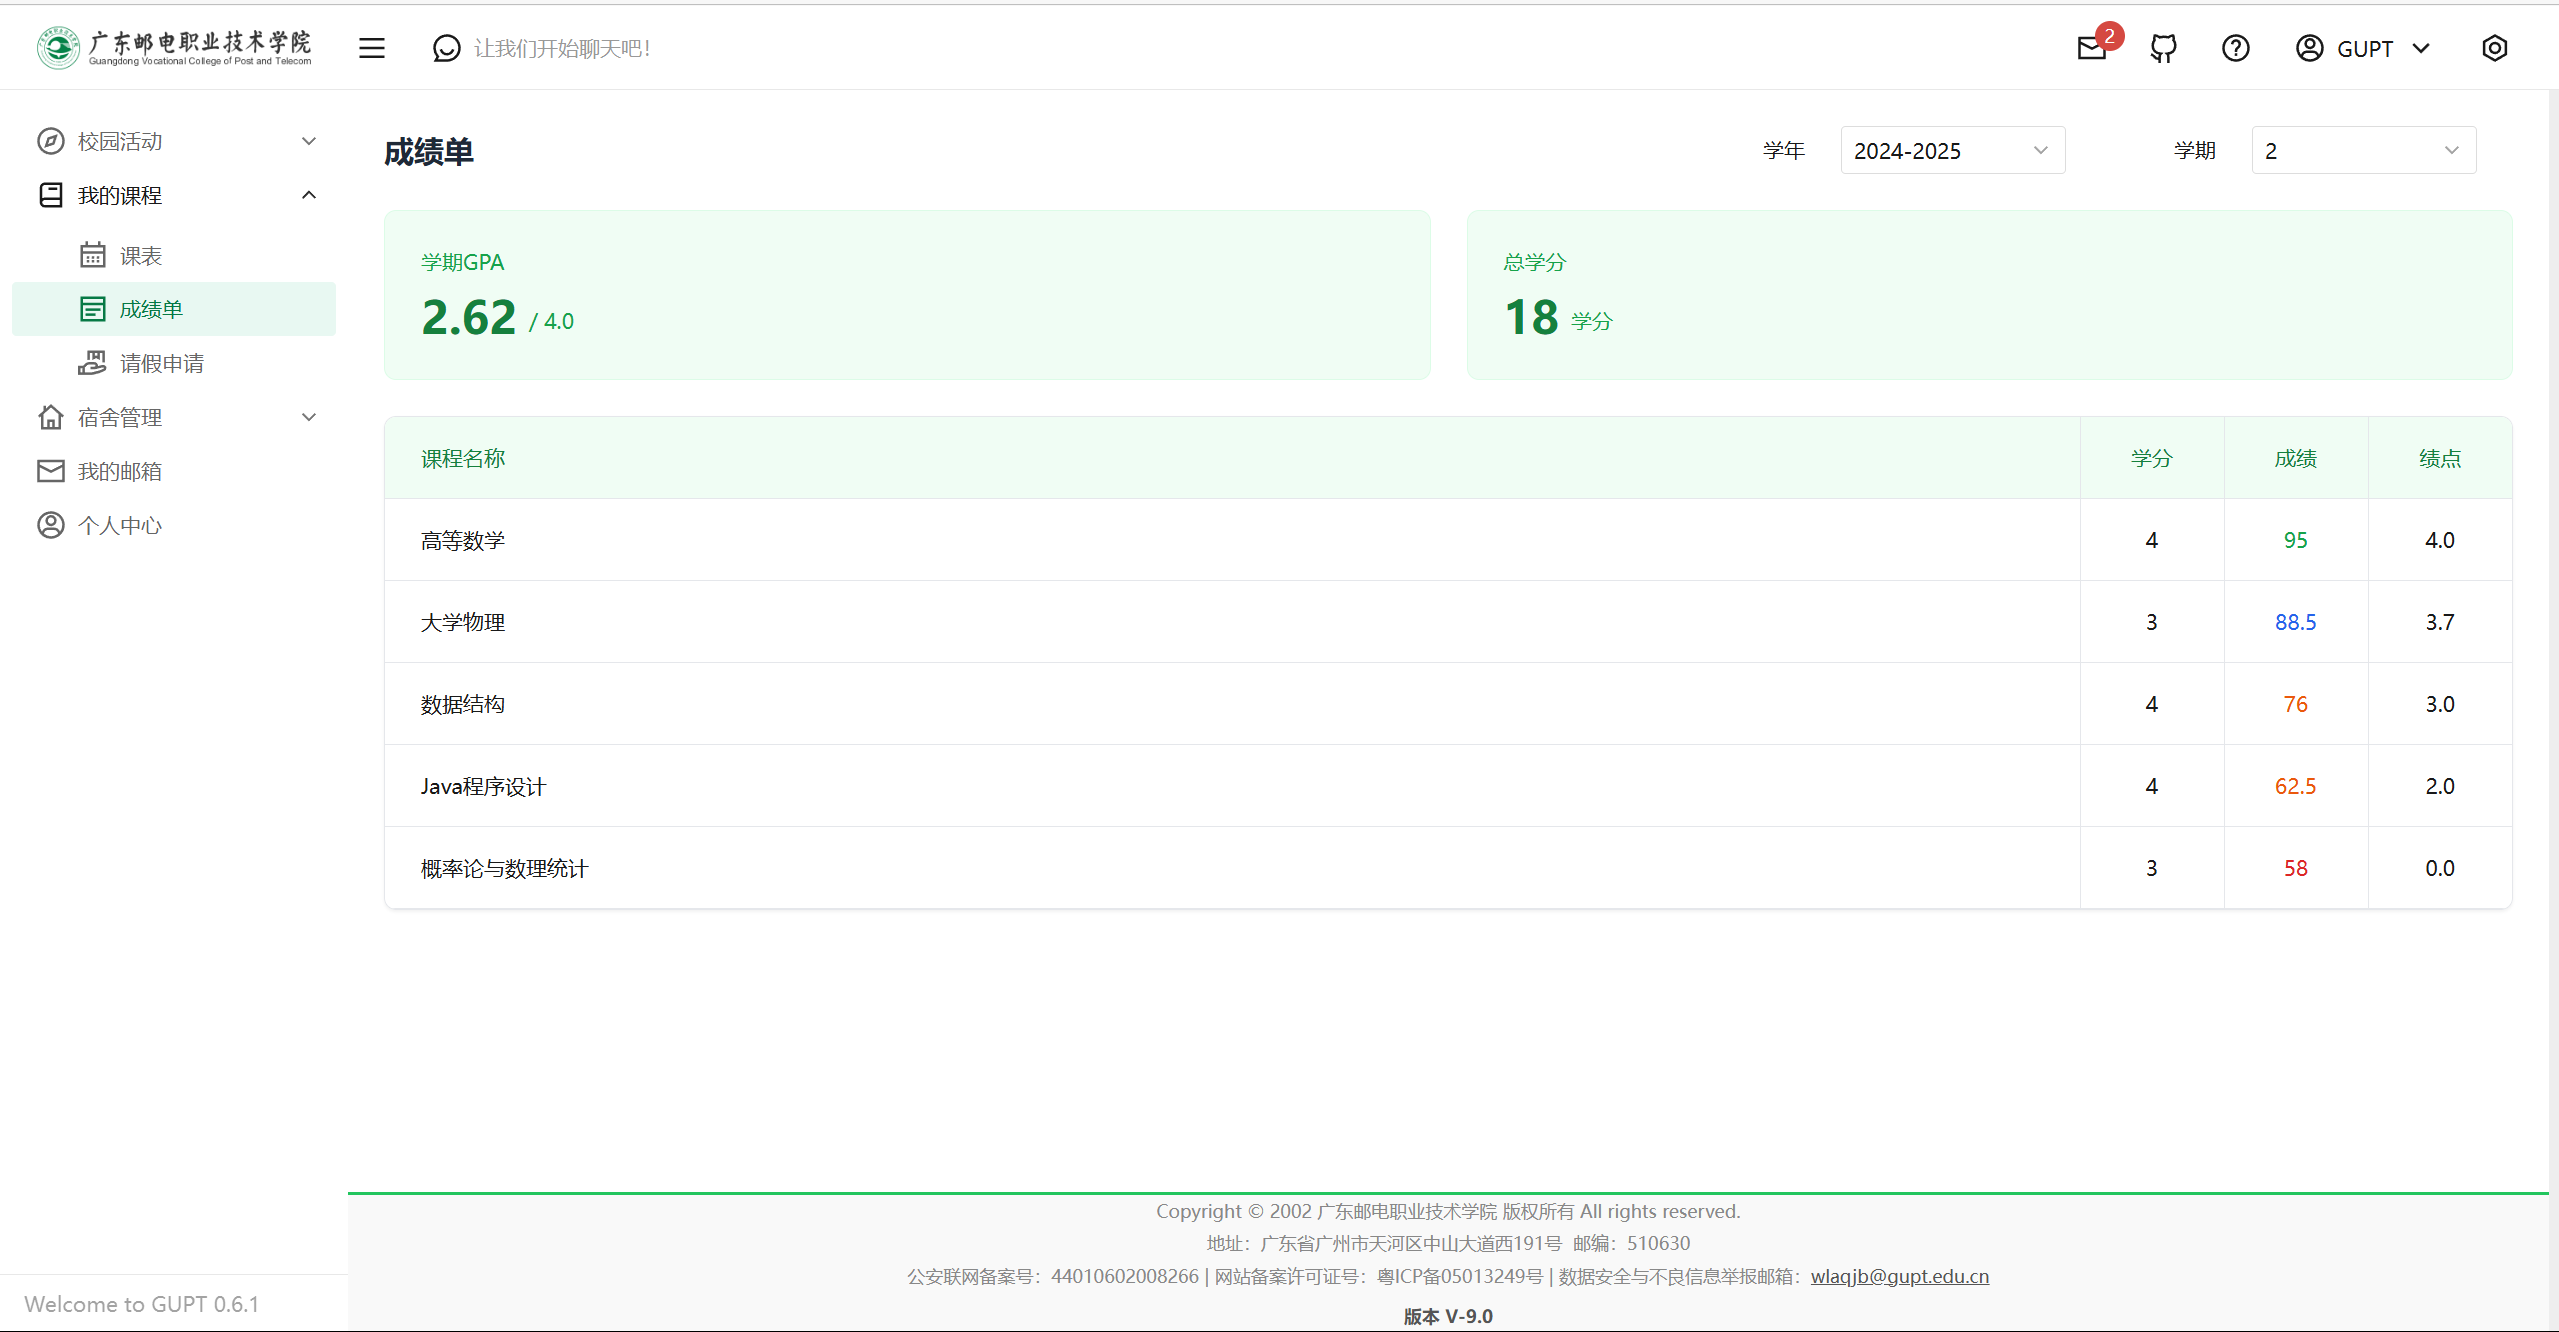 广东邮电职业技术学院
Guangdong Vocational College of Post and Telecom
让我们开始聊天吧！
2
GUPT
校园活动
我的课程
课表
成绩单
请假申请
宿舍管理
我的邮箱
个人中心
成绩单
学年 2024-2025 学期 2
学期GPA
2.62 / 4.0
总学分
18 学分
课程名称 学分 成绩 绩点
高等数学 4 95 4.0
大学物理 3 88.5 3.7
数据结构 4 76 3.0
Java程序设计 4 62.5 2.0
概率论与数理统计 3 58 0.0
Copyright © 2002 广东邮电职业技术学院 版权所有 All rights reserved.
地址：广东省广州市天河区中山大道西191号 邮编：510630
公安联网备案号：44010602008266 | 网站备案许可证号：粤ICP备05013249号 | 数据安全与不良信息举报邮箱：wlaqjb@gupt.edu.cn
版本 V-9.0
Welcome to GUPT 0.6.1